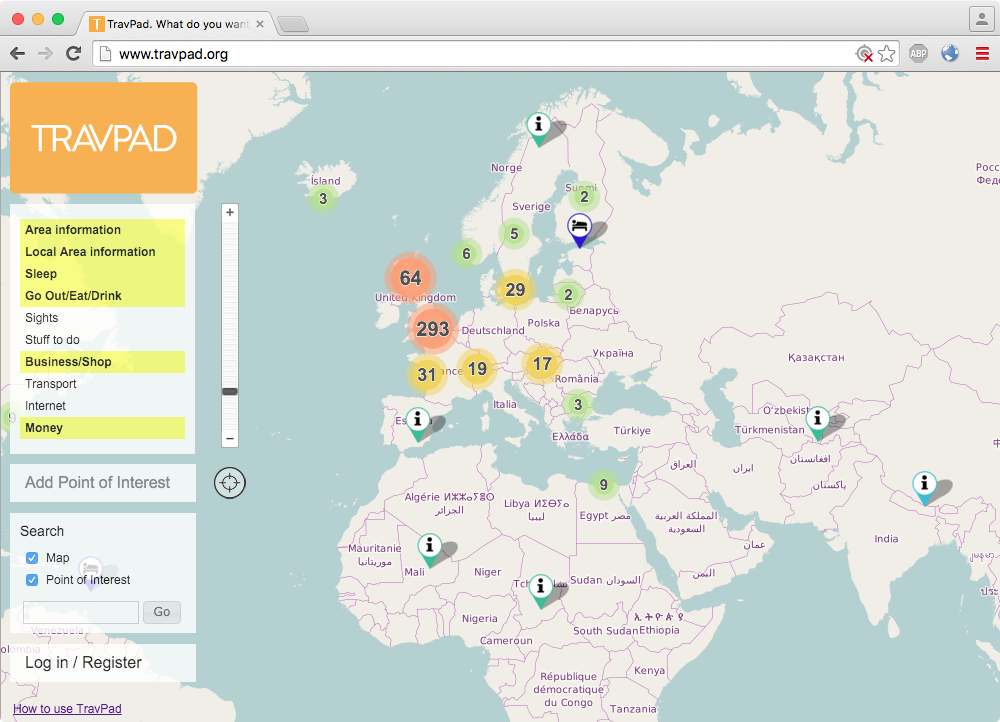 TravPad. What do you want
www.travpad.org
ABP
TRAVPAD
Area information
Local Area information
Sleep
Go Out/Eat/Drink
Sights
Stuff to do
Business/Shop
Transport
Internet
Money
Add Point of Interest
Search
Map
Point of Interest
Go
Log in / Register
How to use TravPad
+
−
Norge
Ísland
3
Suomi
2
Sverige
5
6
64
United Kingdom
29
2
Беларусь
293
Deutschland
Polska
Україна
Қазақстан
31
France
19
17
România
Italia
3
España
Ελλάδα
Türkiye
Türkmenistan
افغانستان
پاکستان
ایران
العراق
9
9
Algérie ⵍⵣⵣⴰⵢⴻⵔ
الجزائر
Libya ⵍⵉⴱⵢⴰ
ليبيا
Egypt مصر
المملكة العربية
السعودية
عمان
اليمن
India
Mauritanie
موريتانيا
Mali
Niger
Sudan السودان
Nigeria
Cameroun
South Sudan
ኢትዮጵያ
Ethiopia
Kenya
République
démocratique
du Congo
Tanzania
Venezuela